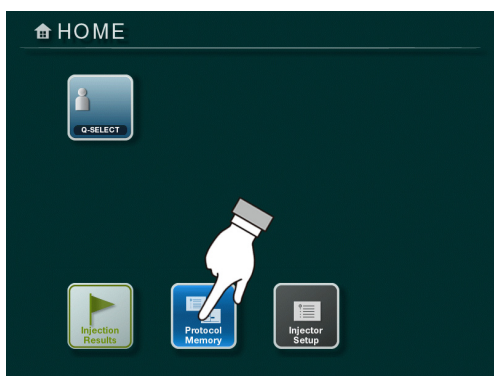 HOME
Q-SELECT
Injection
Results
Protocol
Memory
Injector
Setup